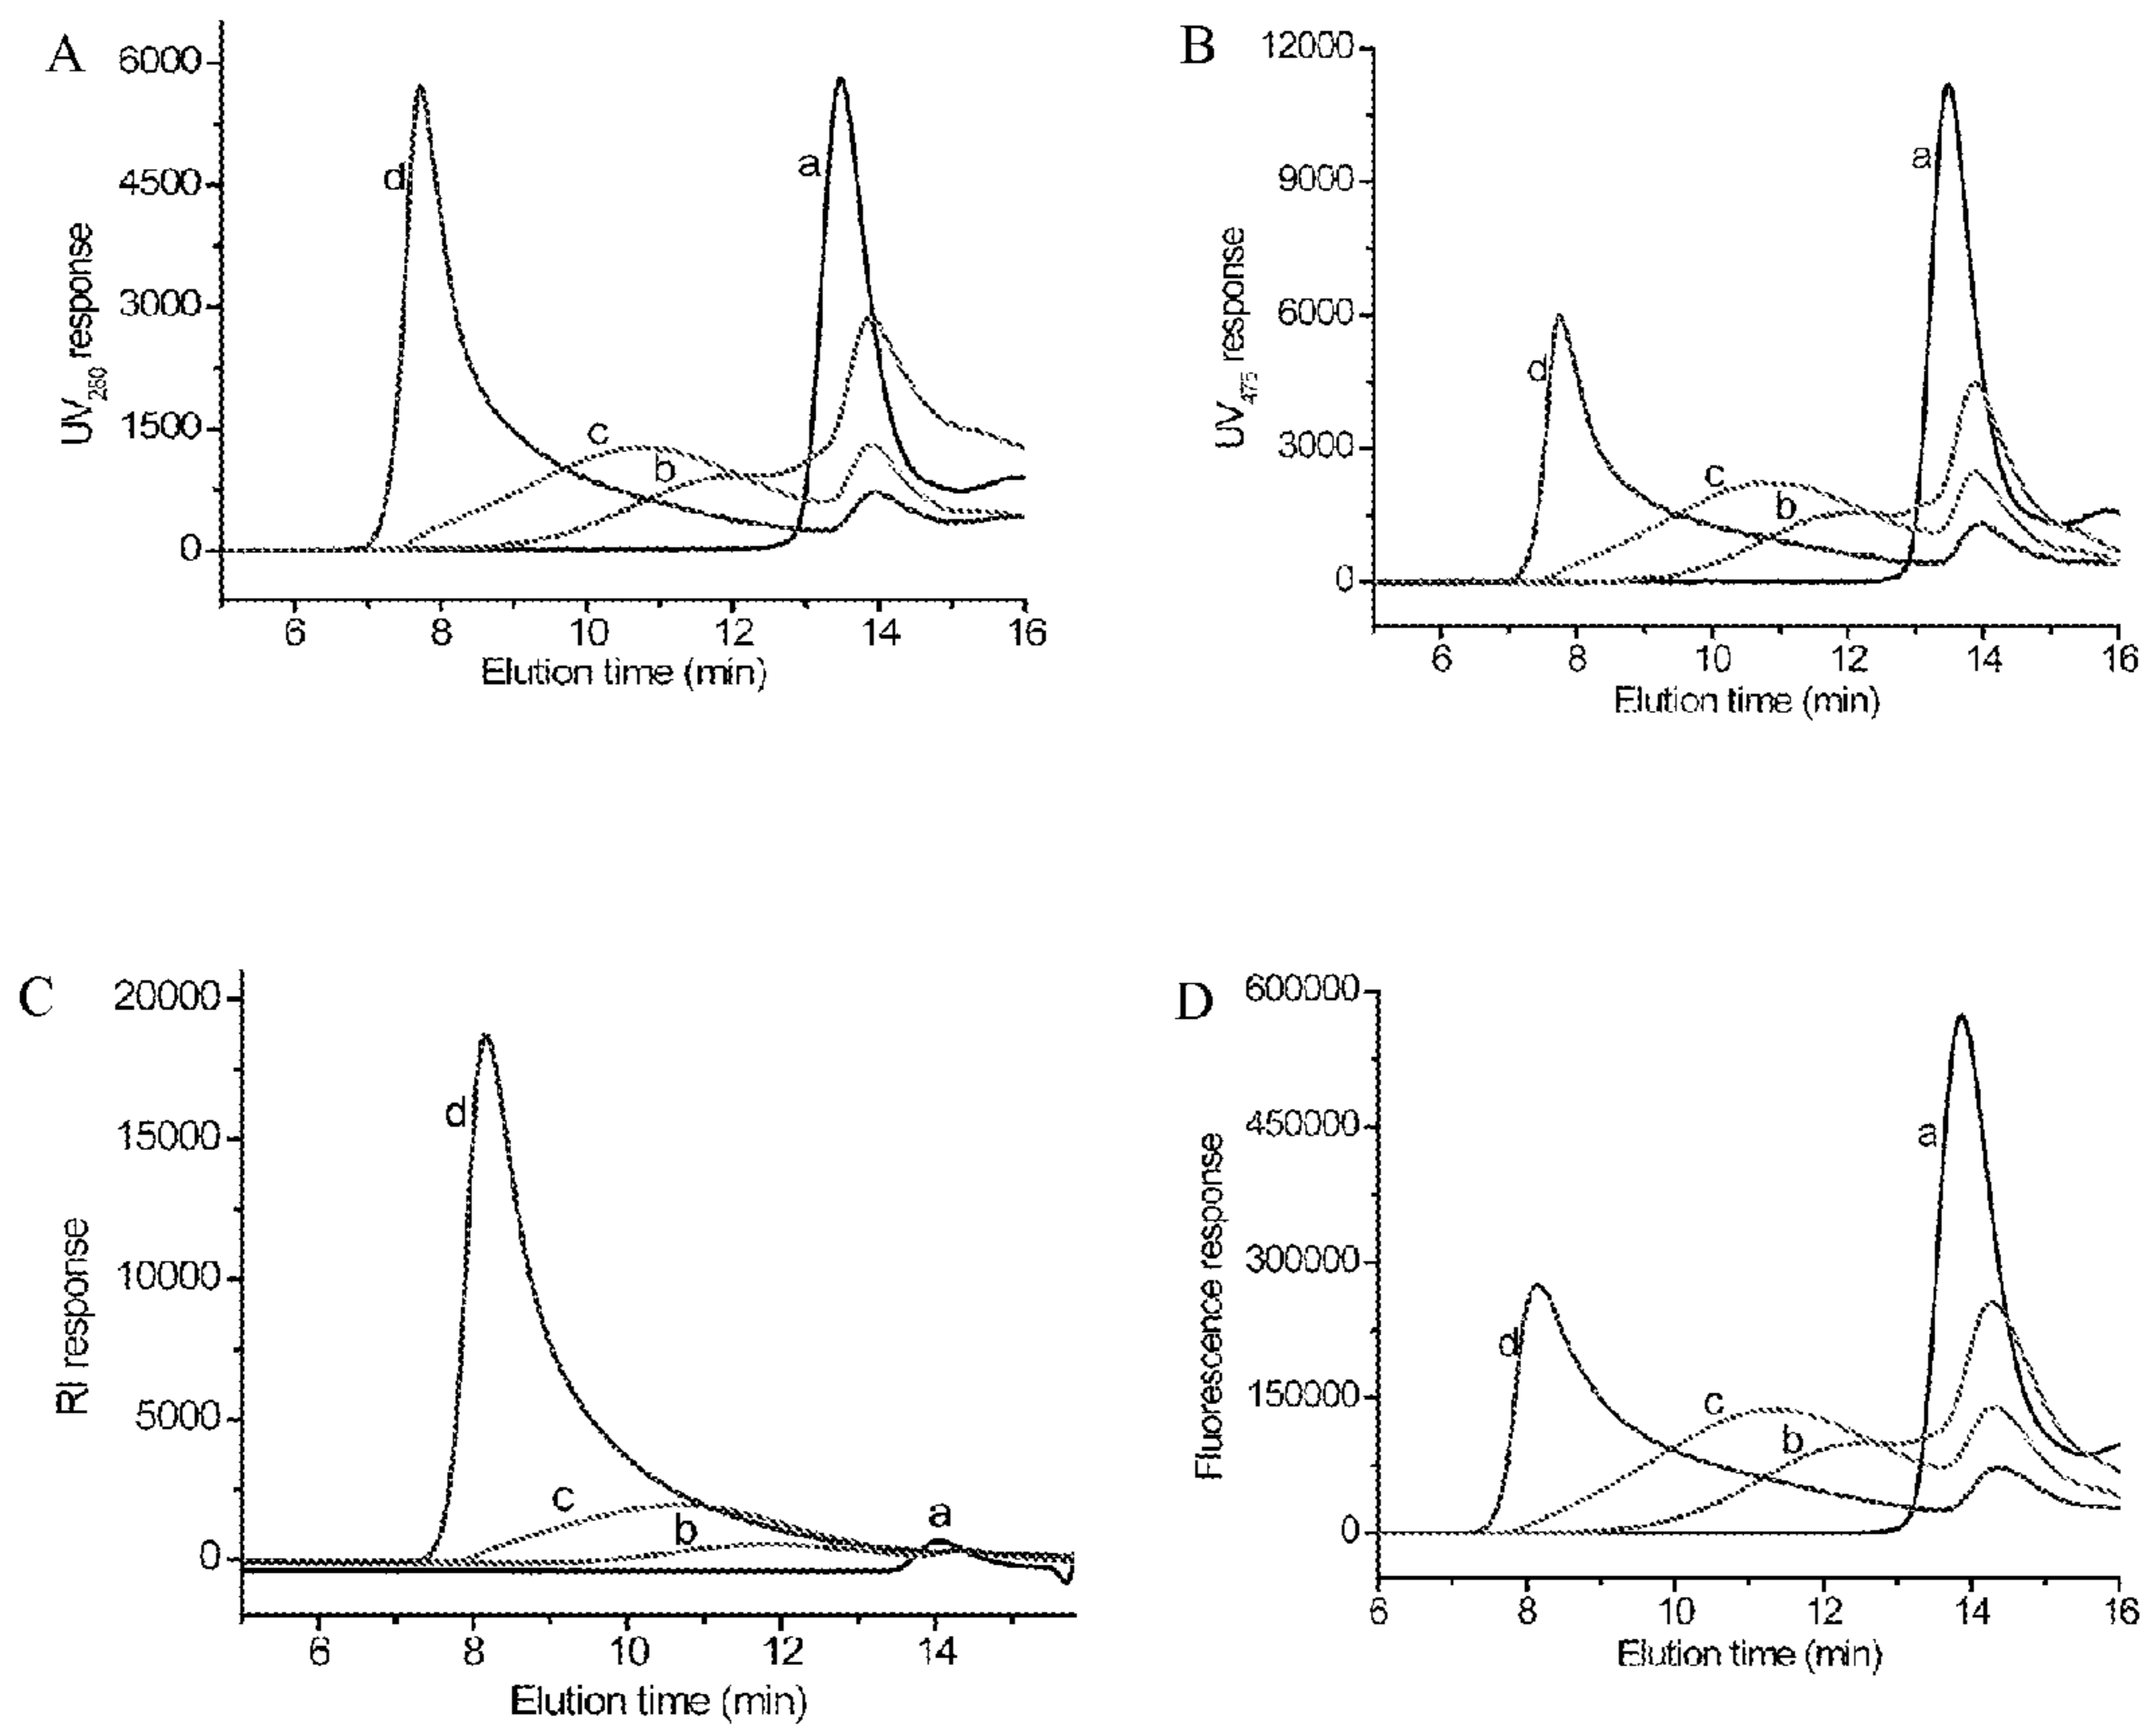 A
6000
4500
3000
1500
0
UV260 response
d
a
c
b
6 8 10 12 14 16
Elution time (min)
B
12000
9000
6000
3000
0
UV475 response
a
d
c
b
6 8 10 12 14 16
Elution time (min)
C
20000
15000
10000
5000
0
RI response
d
c
b
a
6 8 10 12 14
Elution time (min)
D
600000
450000
300000
150000
0
Fluorescence response
a
d
c
b
6 8 10 12 14 16
Elution time (min)